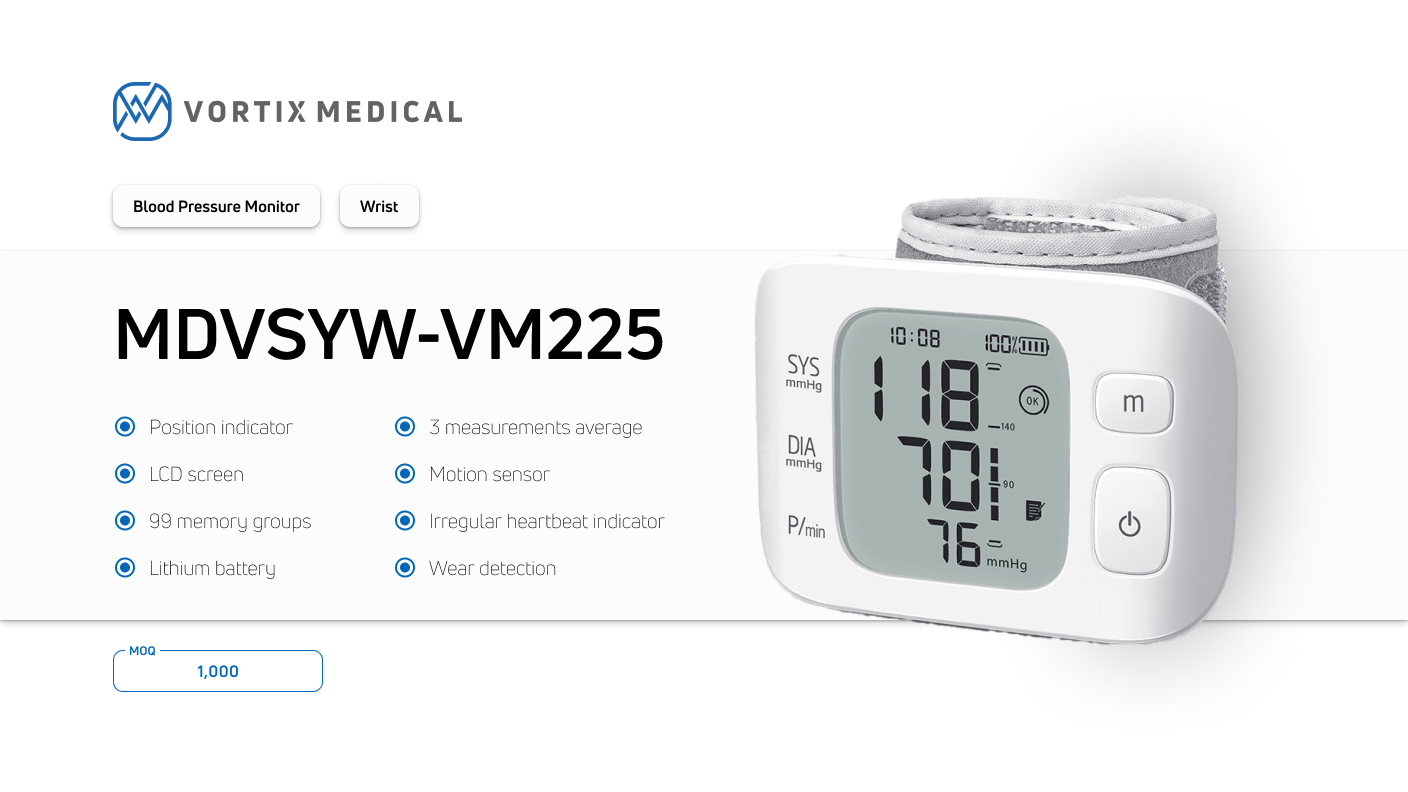 VORTIX MEDICAL
Blood Pressure Monitor
Wrist
MDVSYW-VM225
Position indicator
3 measurements average
LCD screen
Motion sensor
99 memory groups
Irregular heartbeat indicator
Lithium battery
Wear detection
MOQ
1,000
10:08
100%
SYS
mmHg
118
OK
140
DIA
mmHg
70
90
P/min
76
mmHg
m